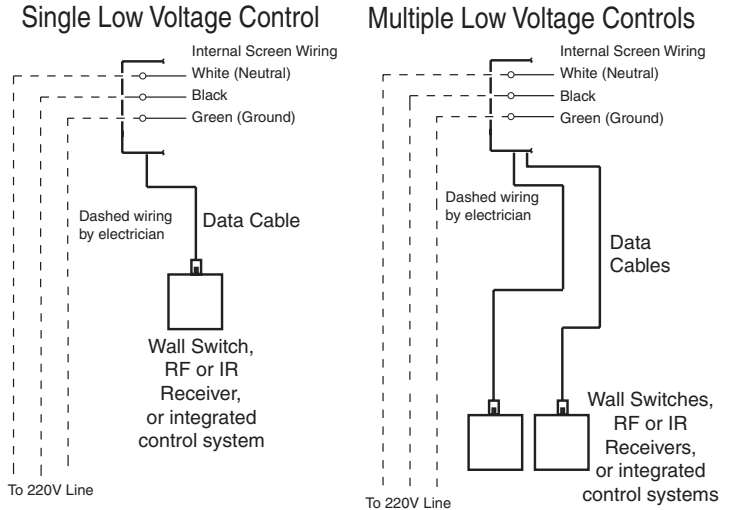 Single Low Voltage Control
Internal Screen Wiring
White (Neutral)
Black
Green (Ground)
Dashed wiring
by electrician
Data Cable
Wall Switch,
RF or IR
Receiver,
or integrated
control system
To 220V Line
Multiple Low Voltage Controls
Internal Screen Wiring
White (Neutral)
Black
Green (Ground)
Dashed wiring
by electrician
Data
Cables
Wall Switches,
RF or IR
Receivers,
or integrated
control systems
To 220V Line